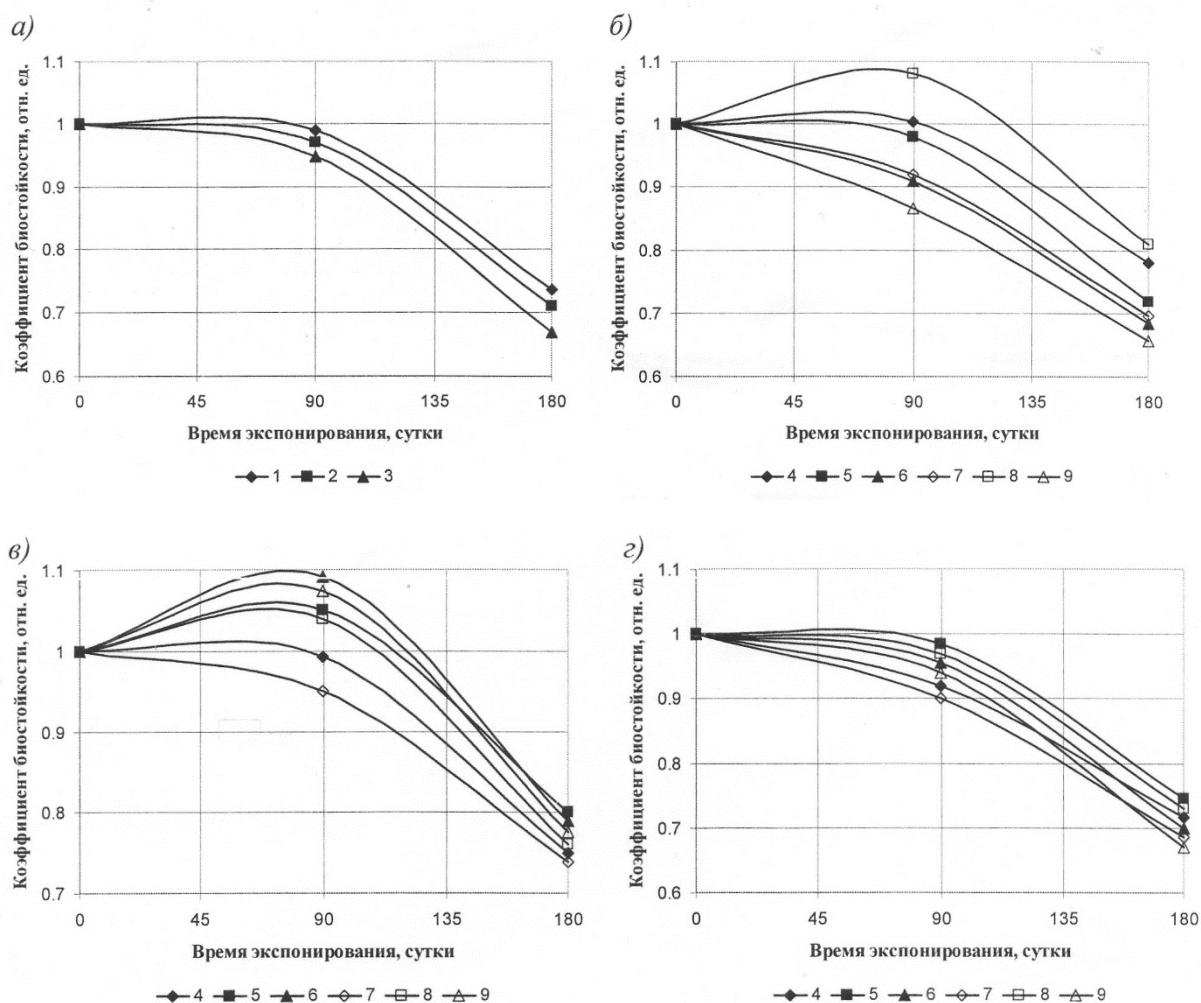 а)
Коэффициент биостойкости, отн. ед.
1.1
1
0.9
0.8
0.7
0.6
0 45 90 135 180
Время экспонирования, сутки
1 2 3
б)
Коэффициент биостойкости, отн. ед.
1.1
1
0.9
0.8
0.7
0.6
0 45 90 135 180
Время экспонирования, сутки
4 5 6 7 8 9
в)
Коэффициент биостойкости, отн. ед.
1.1
1
0.9
0.8
0.7
0 45 90 135 180
Время экспонирования, сутки
4 5 6 7 8 9
г)
Коэффициент биостойкости, отн. ед.
1.1
1
0.9
0.8
0.7
0.6
0 45 90 135 180
Время экспонирования, сутки
4 5 6 7 8 9